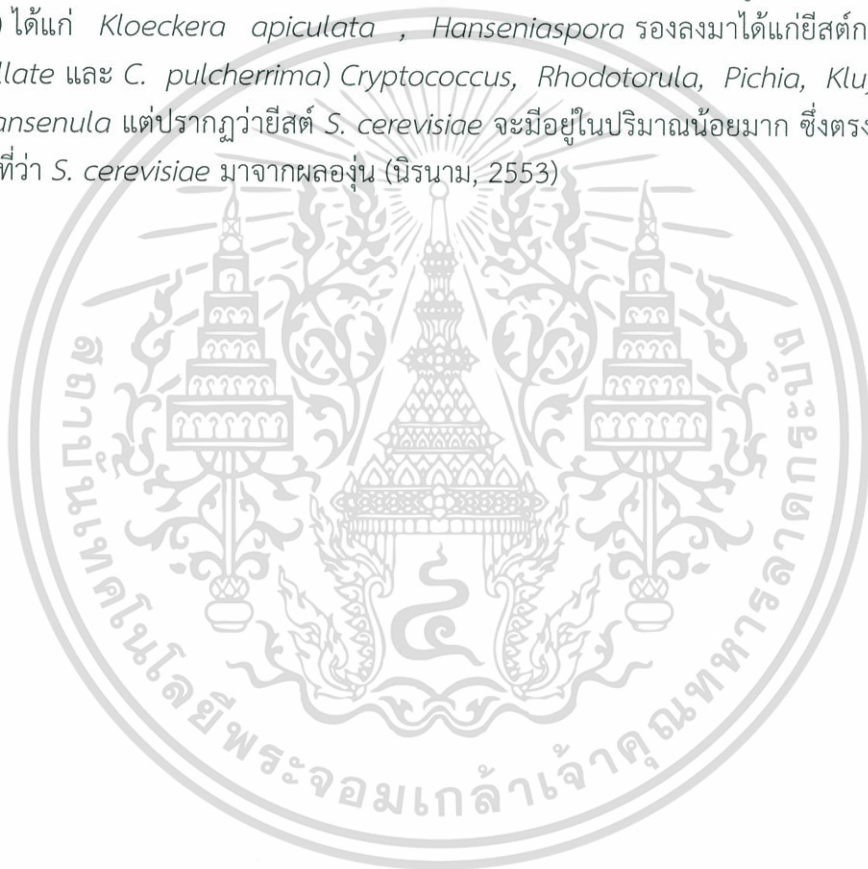 ได้แก่ Kloeckera apiculata , Hanseniaspora รองลงมาได้แก่ยีสต์ก
llate และ C. pulcherrima) Cryptococcus, Rhodotorula, Pichia, Klu
ansenula แต่ปรากฏว่ายีสต์ S. cerevisiae จะมีอยู่ในปริมาณน้อยมาก ซึ่งตรง
ที่ว่า S. cerevisiae มาจากผลองุ่น (นิรนาม, 2553)
สถาบันเทคโนโลยีพระจอมเกล้าเจ้าคุณทหารลาดกระบัง